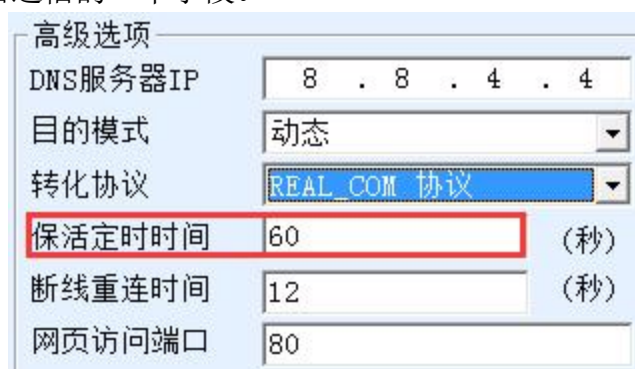 高级选项
DNS服务器IP 8 . 8 . 4 . 4
目的模式 动态
转化协议 REAL_COM 协议
保活定时时间 60 (秒)
断线重连时间 12 (秒)
网页访问端口 80